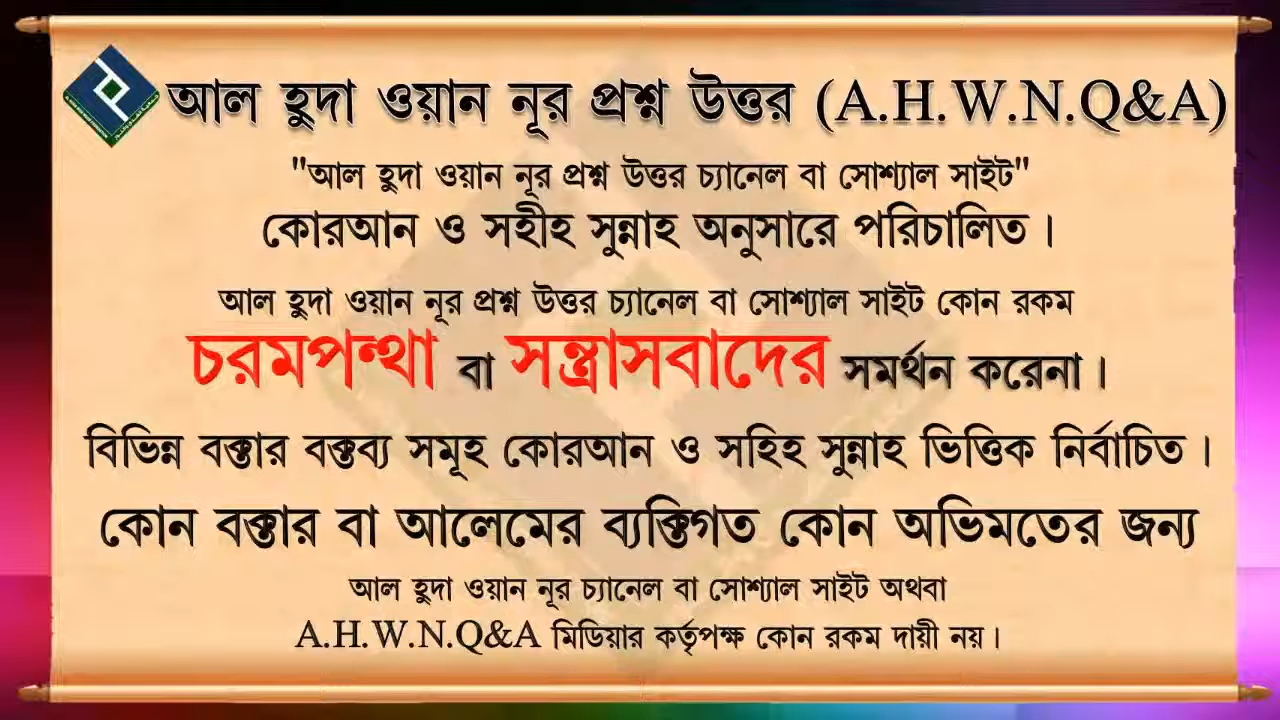 আল হুদা ওয়ান নূর প্রশ্ন উত্তর (A.H.W.N.Q&A)
"আল হুদা ওয়ান নূর প্রশ্ন উত্তর চ্যানেল বা সোশ্যাল সাইট"
কোরআন ও সহীহ সুন্নাহ অনুসারে পরিচালিত।
আল হুদা ওয়ান নূর প্রশ্ন উত্তর চ্যানেল বা সোশ্যাল সাইট কোন রকম
চরমপন্থা বা সন্ত্রাসবাদের সমর্থন করেনা।
বিভিন্ন বক্তার বক্তব্য সমূহ কোরআন ও সহিহ সুন্নাহ ভিত্তিক নির্বাচিত।
কোন বক্তার বা আলেমের ব্যক্তিগত কোন অভিমতের জন্য
আল হুদা ওয়ান নূর চ্যানেল বা সোশ্যাল সাইট অথবা
A.H.W.N.Q&A মিডিয়ার কর্তৃপক্ষ কোন রকম দায়ী নয়।